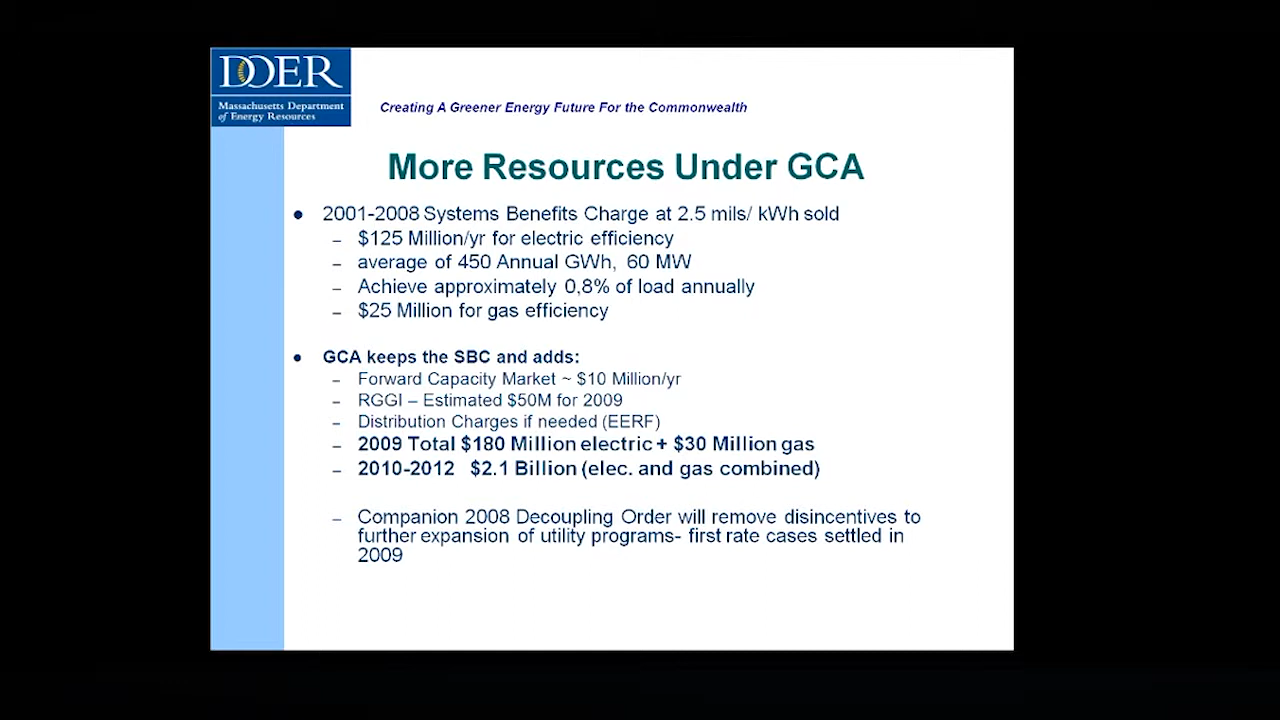 DOER
Massachusetts Department
of Energy Resources
Creating A Greener Energy Future For the Commonwealth
More Resources Under GCA
● 2001-2008 Systems Benefits Charge at 2.5 mils/ kWh sold
– $125 Million/yr for electric efficiency
– average of 450 Annual GWh, 60 MW
– Achieve approximately 0,8% of load annually
– $25 Million for gas efficiency
● GCA keeps the SBC and adds:
– Forward Capacity Market ~ $10 Million/yr
– RGGI – Estimated $50M for 2009
– Distribution Charges if needed (EERF)
– 2009 Total $180 Million electric + $30 Million gas
– 2010-2012 $2.1 Billion (elec. and gas combined)
– Companion 2008 Decoupling Order will remove disincentives to
further expansion of utility programs- first rate cases settled in
2009